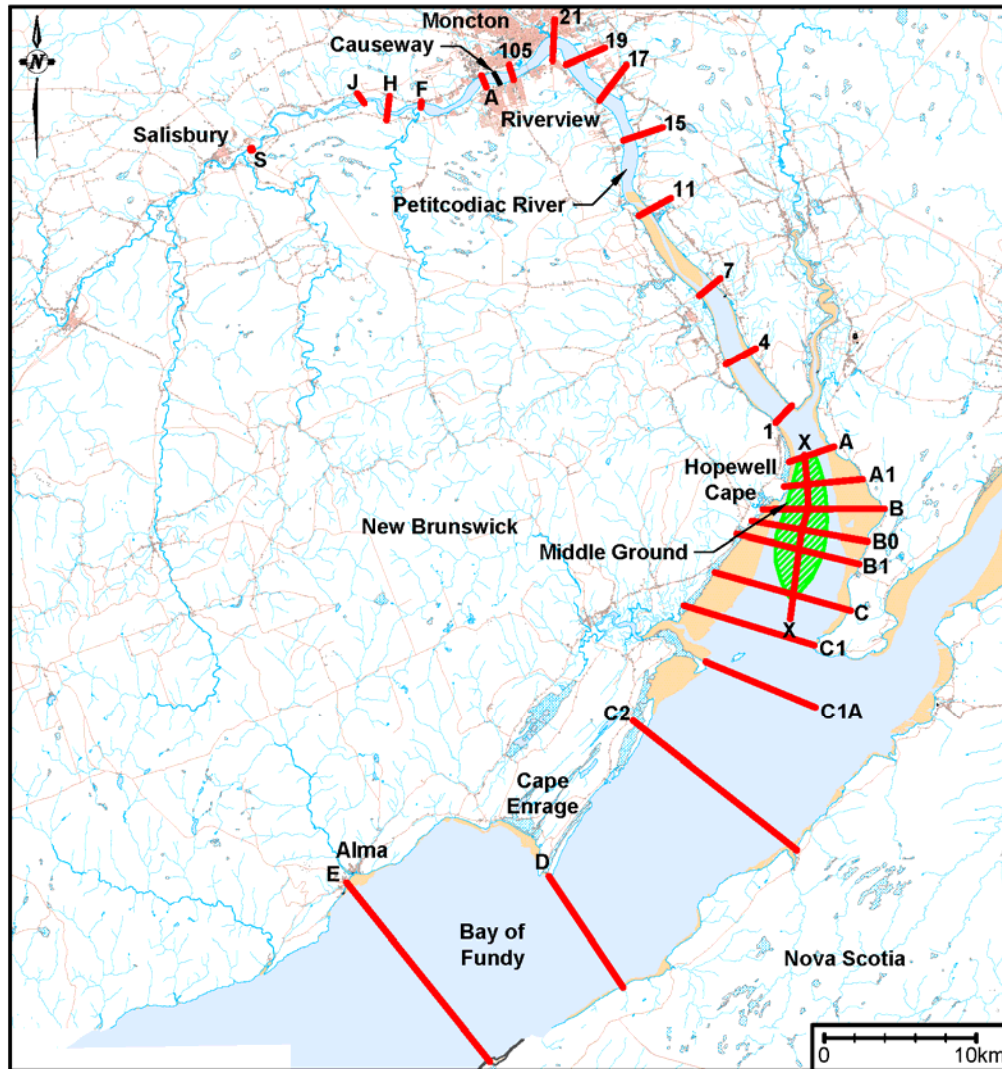 21
Moncton
Causeway
105
19
17
N
J
H
F
A
Riverview
Salisbury
S
15
Petitcodiac River
11
7
4
1
X
A
Hopewell
Cape
A1
B
New Brunswick
B0
Middle Ground
B1
C
X
C1
C1A
C2
Cape
Enrage
Alma
E
D
Bay of
Fundy
Nova Scotia
0
10km